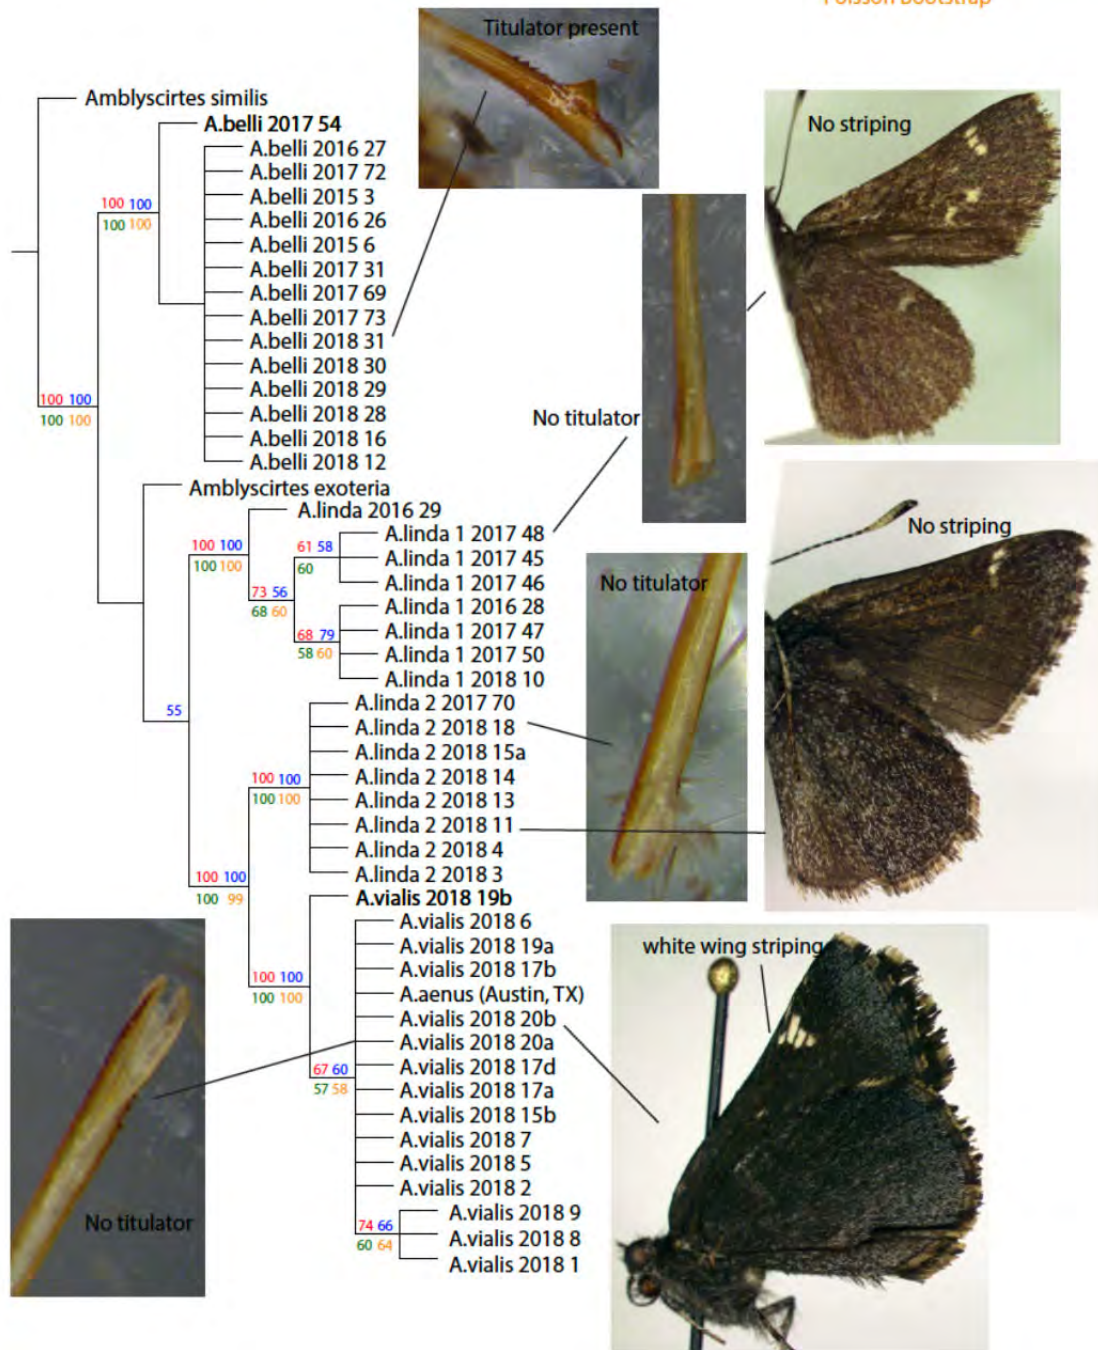 Poisson Bootstrap
Titulator present
Amblyscirtes similis
A.belli 2017 54
No striping
A.belli 2016 27
A.belli 2017 72
A.belli 2015 3
100 100
A.belli 2016 26
100 100
A.belli 2015 6
A.belli 2017 31
A.belli 2017 69
A.belli 2017 73
A.belli 2018 31
A.belli 2018 30
A.belli 2018 29
100 100
A.belli 2018 28
100 100
No titulator
A.belli 2018 16
A.belli 2018 12
Amblyscirtes exoteria
A.linda 2016 29
No striping
A.linda 1 2017 48
100 100
61 58
A.linda 1 2017 45
100 100
60
A.linda 1 2017 46
No titulator
73 56
A.linda 1 2016 28
68 60
A.linda 1 2017 47
68 79
A.linda 1 2017 50
58 60
A.linda 1 2018 10
A.linda 2 2017 70
55
A.linda 2 2018 18
A.linda 2 2018 15a
100 100
A.linda 2 2018 14
100 100
A.linda 2 2018 13
A.linda 2 2018 11
A.linda 2 2018 4
A.linda 2 2018 3
100 100
100 99
A.vialis 2018 19b
A.vialis 2018 6
A.vialis 2018 19a
white wing striping
A.vialis 2018 17b
100 100
A.aenus (Austin, TX)
100 100
A.vialis 2018 20b
A.vialis 2018 20a
A.vialis 2018 17d
67 60
A.vialis 2018 17a
57 58
A.vialis 2018 15b
A.vialis 2018 7
A.vialis 2018 5
A.vialis 2018 2
A.vialis 2018 9
No titulator
74 66
A.vialis 2018 8
60 64
A.vialis 2018 1